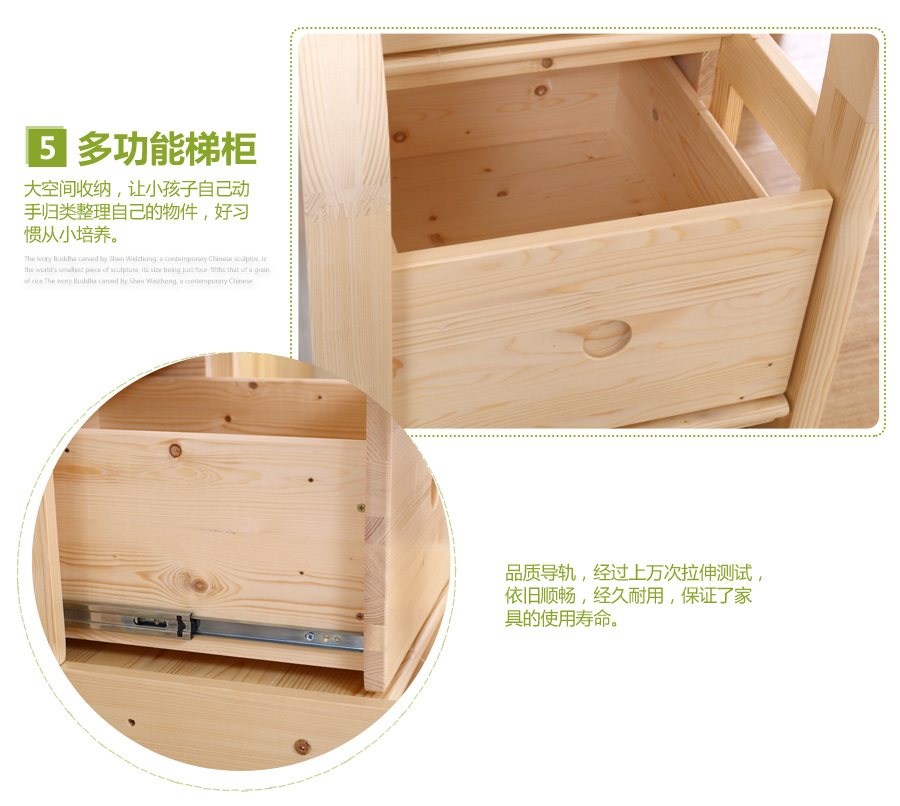 5 多功能梯柜
大空间收纳，让小孩子自己动
手归类整理自己的物件，好习
惯从小培养。
The ivory Buddha carved by Shen Weizhong, a contemporary Chinese sculptor, is
the world's smallest piece of sculpture, its size being just four-fifths that of a grain
of rice.The ivory Buddha carved by Shen Weizhong, a contemporary Chinese
品质导轨，经过上万次拉伸测试，
依旧顺畅，经久耐用，保证了家
具的使用寿命。